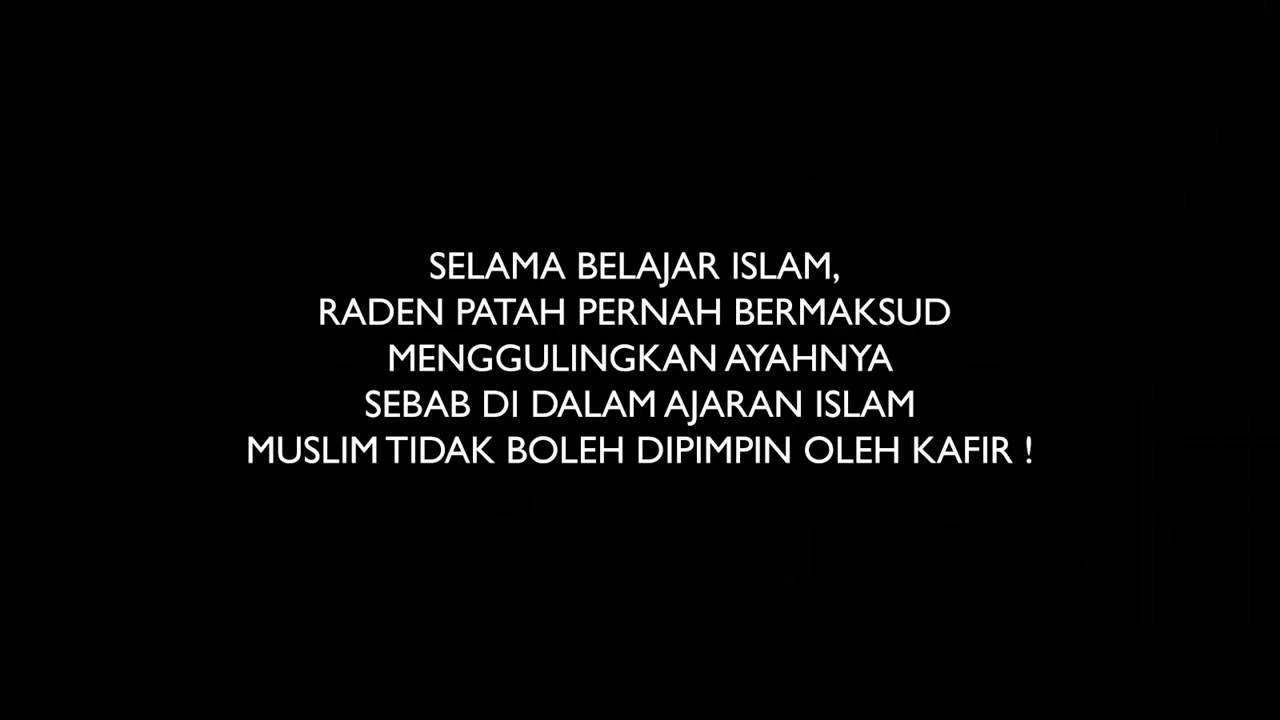 SELAMA BELAJAR ISLAM,
RADEN PATAH PERNAH BERMAKSUD
MENGGULINGKAN AYAHNYA
SEBAB DI DALAM AJARAN ISLAM
MUSLIM TIDAK BOLEH DIPIMPIN OLEH KAFIR !